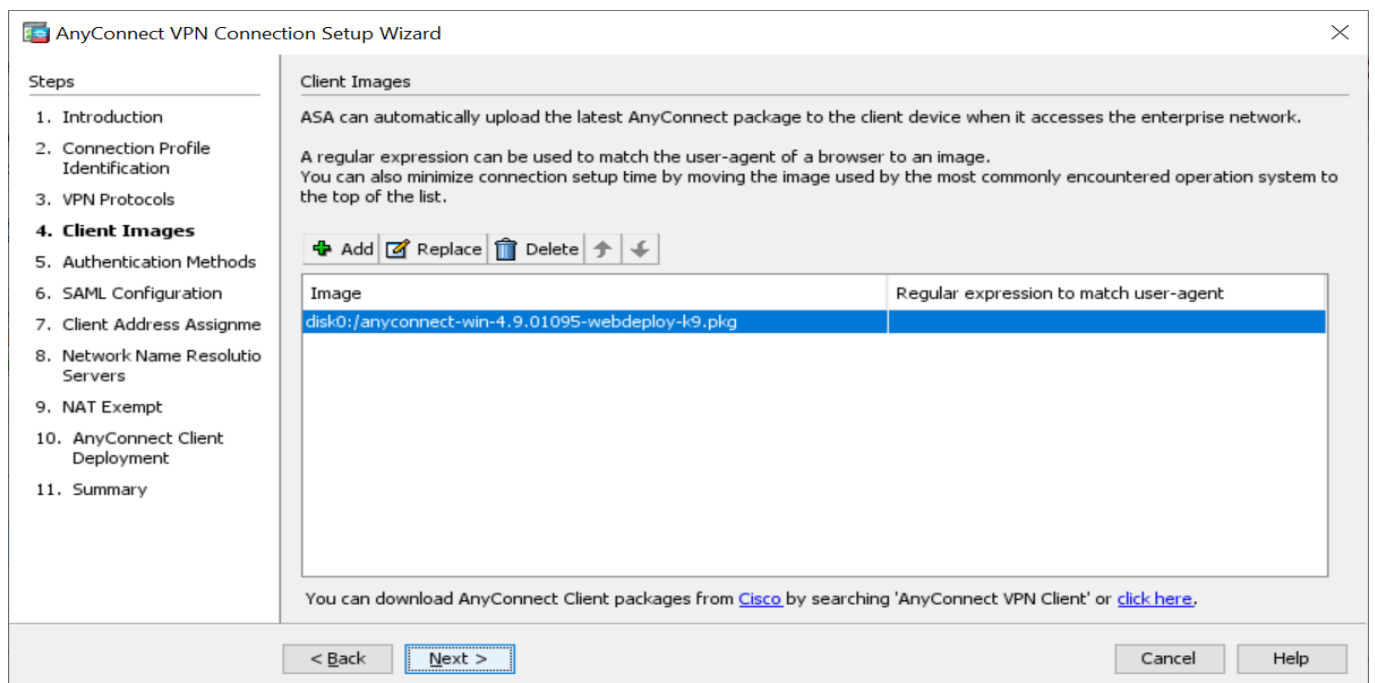 AnyConnect VPN Connection Setup Wizard
Steps
1. Introduction
2. Connection Profile
Identification
3. VPN Protocols
4. Client Images
5. Authentication Methods
6. SAML Configuration
7. Client Address Assignme
8. Network Name Resolutio
Servers
9. NAT Exempt
10. AnyConnect Client
Deployment
11. Summary
Client Images
ASA can automatically upload the latest AnyConnect package to the client device when it accesses the enterprise network.
A regular expression can be used to match the user-agent of a browser to an image.
You can also minimize connection setup time by moving the image used by the most commonly encountered operation system to
the top of the list.
Add Replace Delete
Image Regular expression to match user-agent
disk0:/anyconnect-win-4.9.01095-webdeploy-k9.pkg
You can download AnyConnect Client packages from Cisco by searching 'AnyConnect VPN Client' or click here.
< Back Next > Cancel Help